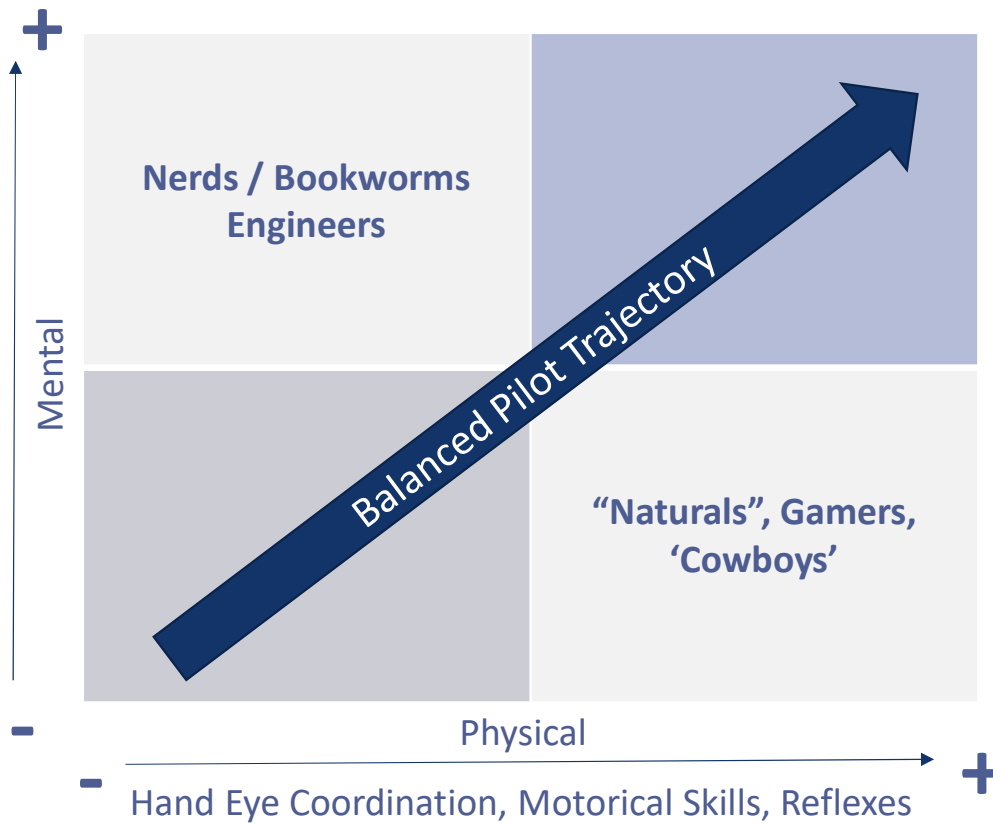 +
Nerds / Bookworms
Engineers
Mental
Balanced Pilot Trajectory
“Naturals”, Gamers,
‘Cowboys’
-
Physical
- +
Hand Eye Coordination, Motorical Skills, Reflexes